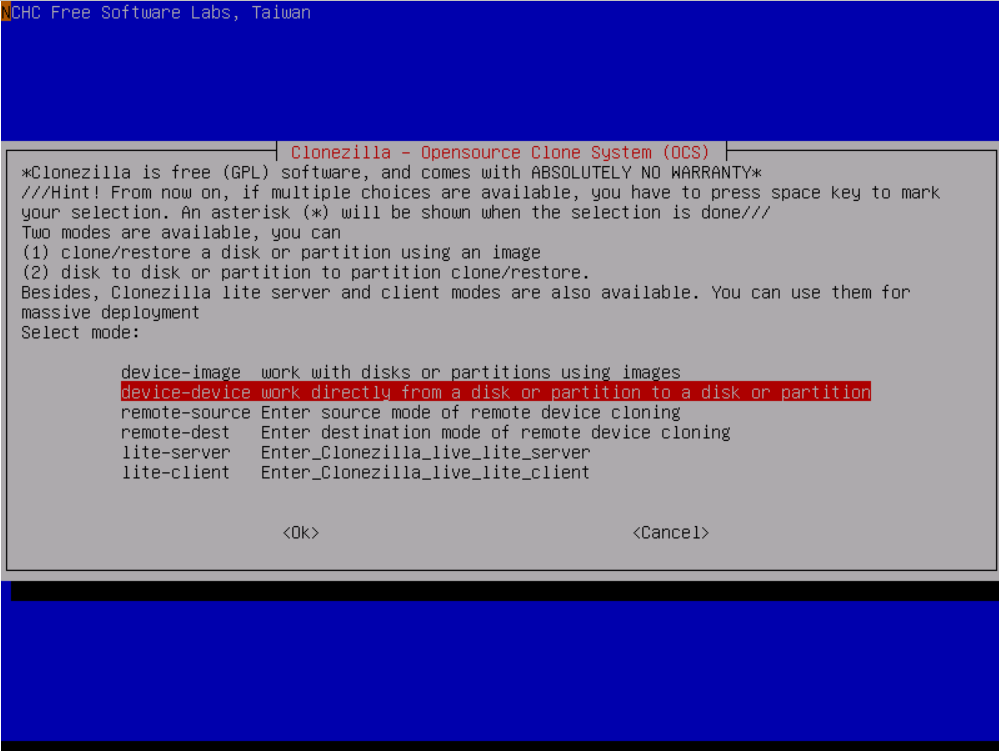 NCHC Free Software Labs, Taiwan
Clonezilla - Opensource Clone System (OCS)
*Clonezilla is free (GPL) software, and comes with ABSOLUTELY NO WARRANTY*
///Hint! From now on, if multiple choices are available, you have to press space key to mark
your selection. An asterisk (*) will be shown when the selection is done///
Two modes are available, you can
(1) clone/restore a disk or partition using an image
(2) disk to disk or partition to partition clone/restore.
Besides, Clonezilla lite server and client modes are also available. You can use them for
massive deployment
Select mode:
device-image  work with disks or partitions using images
device-device work directly from a disk or partition to a disk or partition
remote-source Enter source mode of remote device cloning
remote-dest   Enter destination mode of remote device cloning
lite-server   Enter_Clonezilla_live_lite_server
lite-client   Enter_Clonezilla_live_lite_client
<Ok> <Cancel>